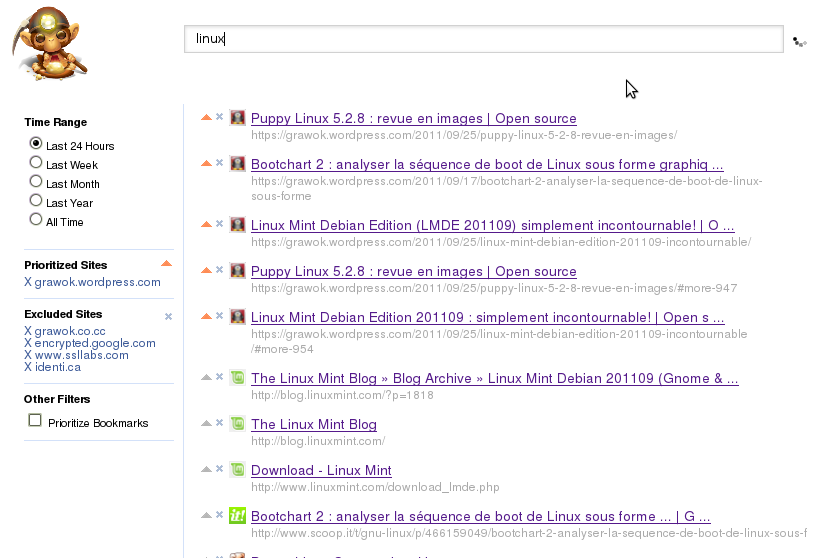 linux
Time Range
Last 24 Hours
Last Week
Last Month
Last Year
All Time
Prioritized Sites
X grawok.wordpress.com
Excluded Sites
X grawok.co.cc
X encrypted.google.com
X www.ssllabs.com
X identi.ca
Other Filters
Prioritize Bookmarks
Puppy Linux 5.2.8 : revue en images | Open source
https://grawok.wordpress.com/2011/09/25/puppy-linux-5-2-8-revue-en-images/
Bootchart 2 : analyser la séquence de boot de Linux sous forme graphiq ...
https://grawok.wordpress.com/2011/09/17/bootchart-2-analyser-la-sequence-de-boot-de-linux-
sous-forme
Linux Mint Debian Edition (LMDE 201109) simplement incontournable! | O ...
https://grawok.wordpress.com/2011/09/25/linux-mint-debian-edition-201109-incontournable/
Puppy Linux 5.2.8 : revue en images | Open source
https://grawok.wordpress.com/2011/09/25/puppy-linux-5-2-8-revue-en-images/#more-947
Linux Mint Debian Edition 201109 : simplement incontournable! | Open s ...
https://grawok.wordpress.com/2011/09/25/linux-mint-debian-edition-201109-incontournable
/#more-954
The Linux Mint Blog » Blog Archive » Linux Mint Debian 201109 (Gnome & ...
http://blog.linuxmint.com/?p=1818
The Linux Mint Blog
http://blog.linuxmint.com/
Download - Linux Mint
http://www.linuxmint.com/download_lmde.php
it!
Bootchart 2 : analyser la séquence de boot de Linux sous forme ... | G ...
http://www.scoop.it/t/gnu-linux/p/466159049/bootchart-2-analyser-la-sequence-de-boot-de-linux-sous-f